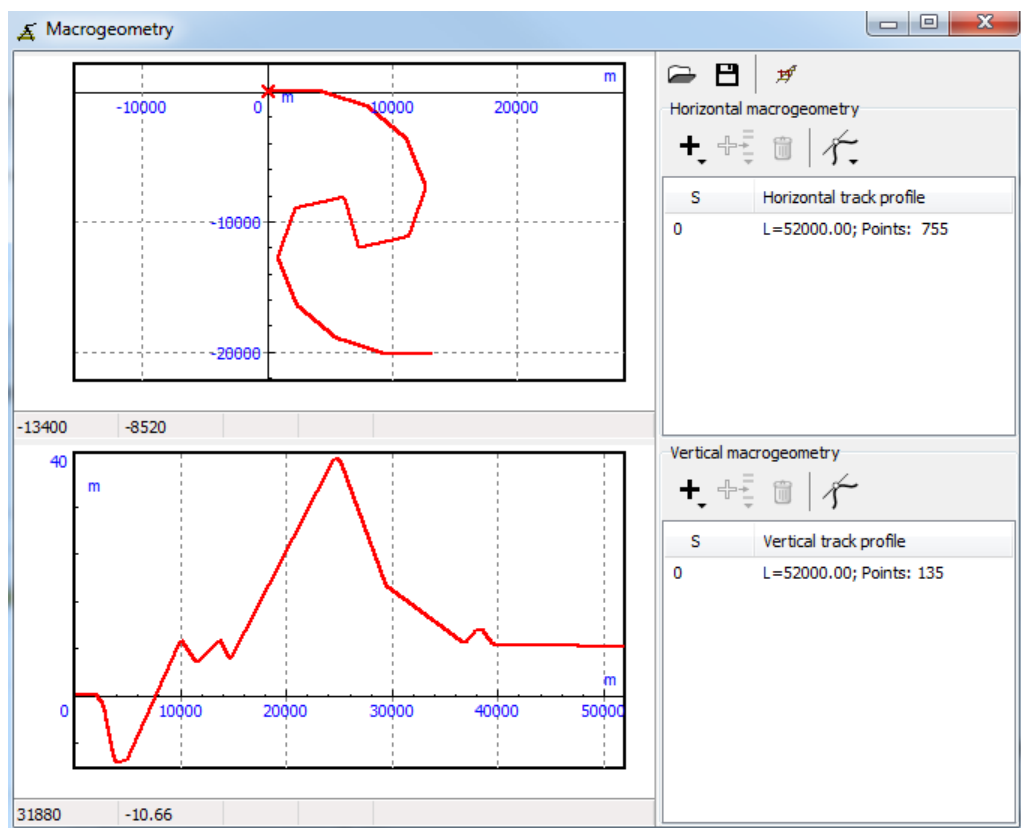 Macrogeometry
m
-10000 0 m 10000 20000
-10000
-20000
-13400 -8520
40
m
m
0 10000 20000 30000 40000 50000
31880 -10.66
Horizontal macrogeometry
S Horizontal track profile
0 L=52000.00; Points: 755
Vertical macrogeometry
S Vertical track profile
0 L=52000.00; Points: 135